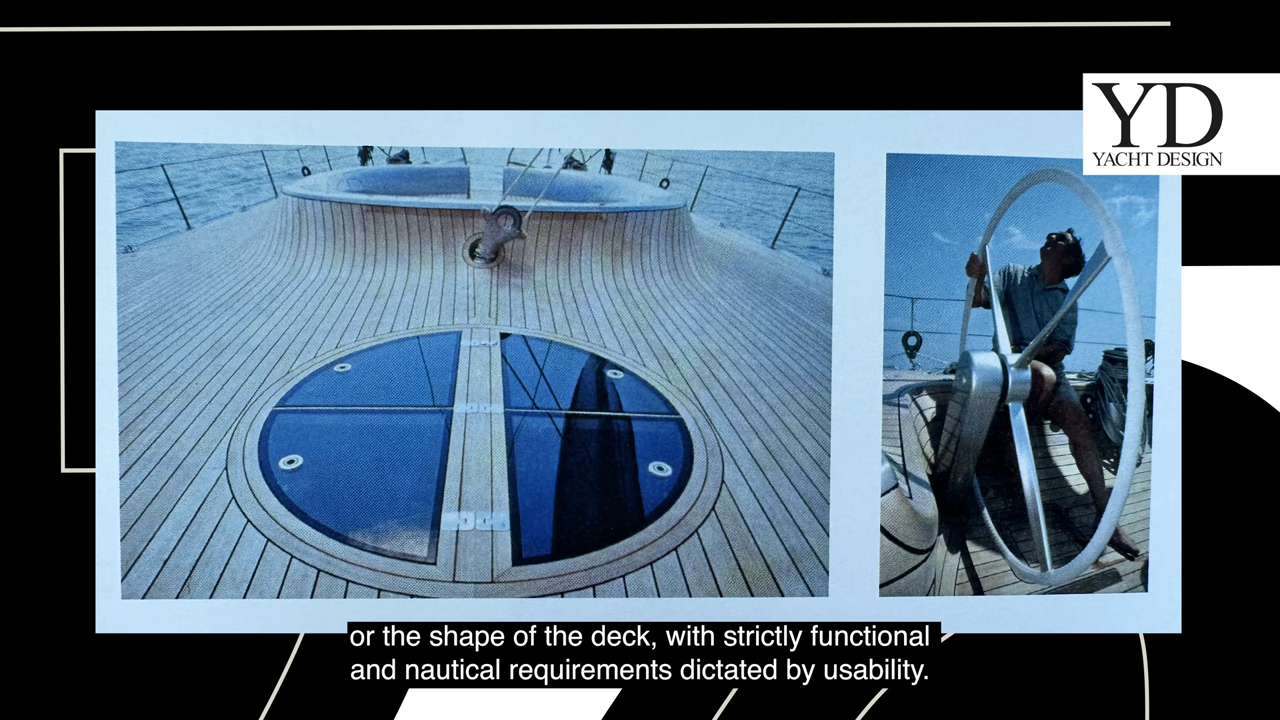 YD
YACHT DESIGN
or the shape of the deck, with strictly functional
and nautical requirements dictated by usability.